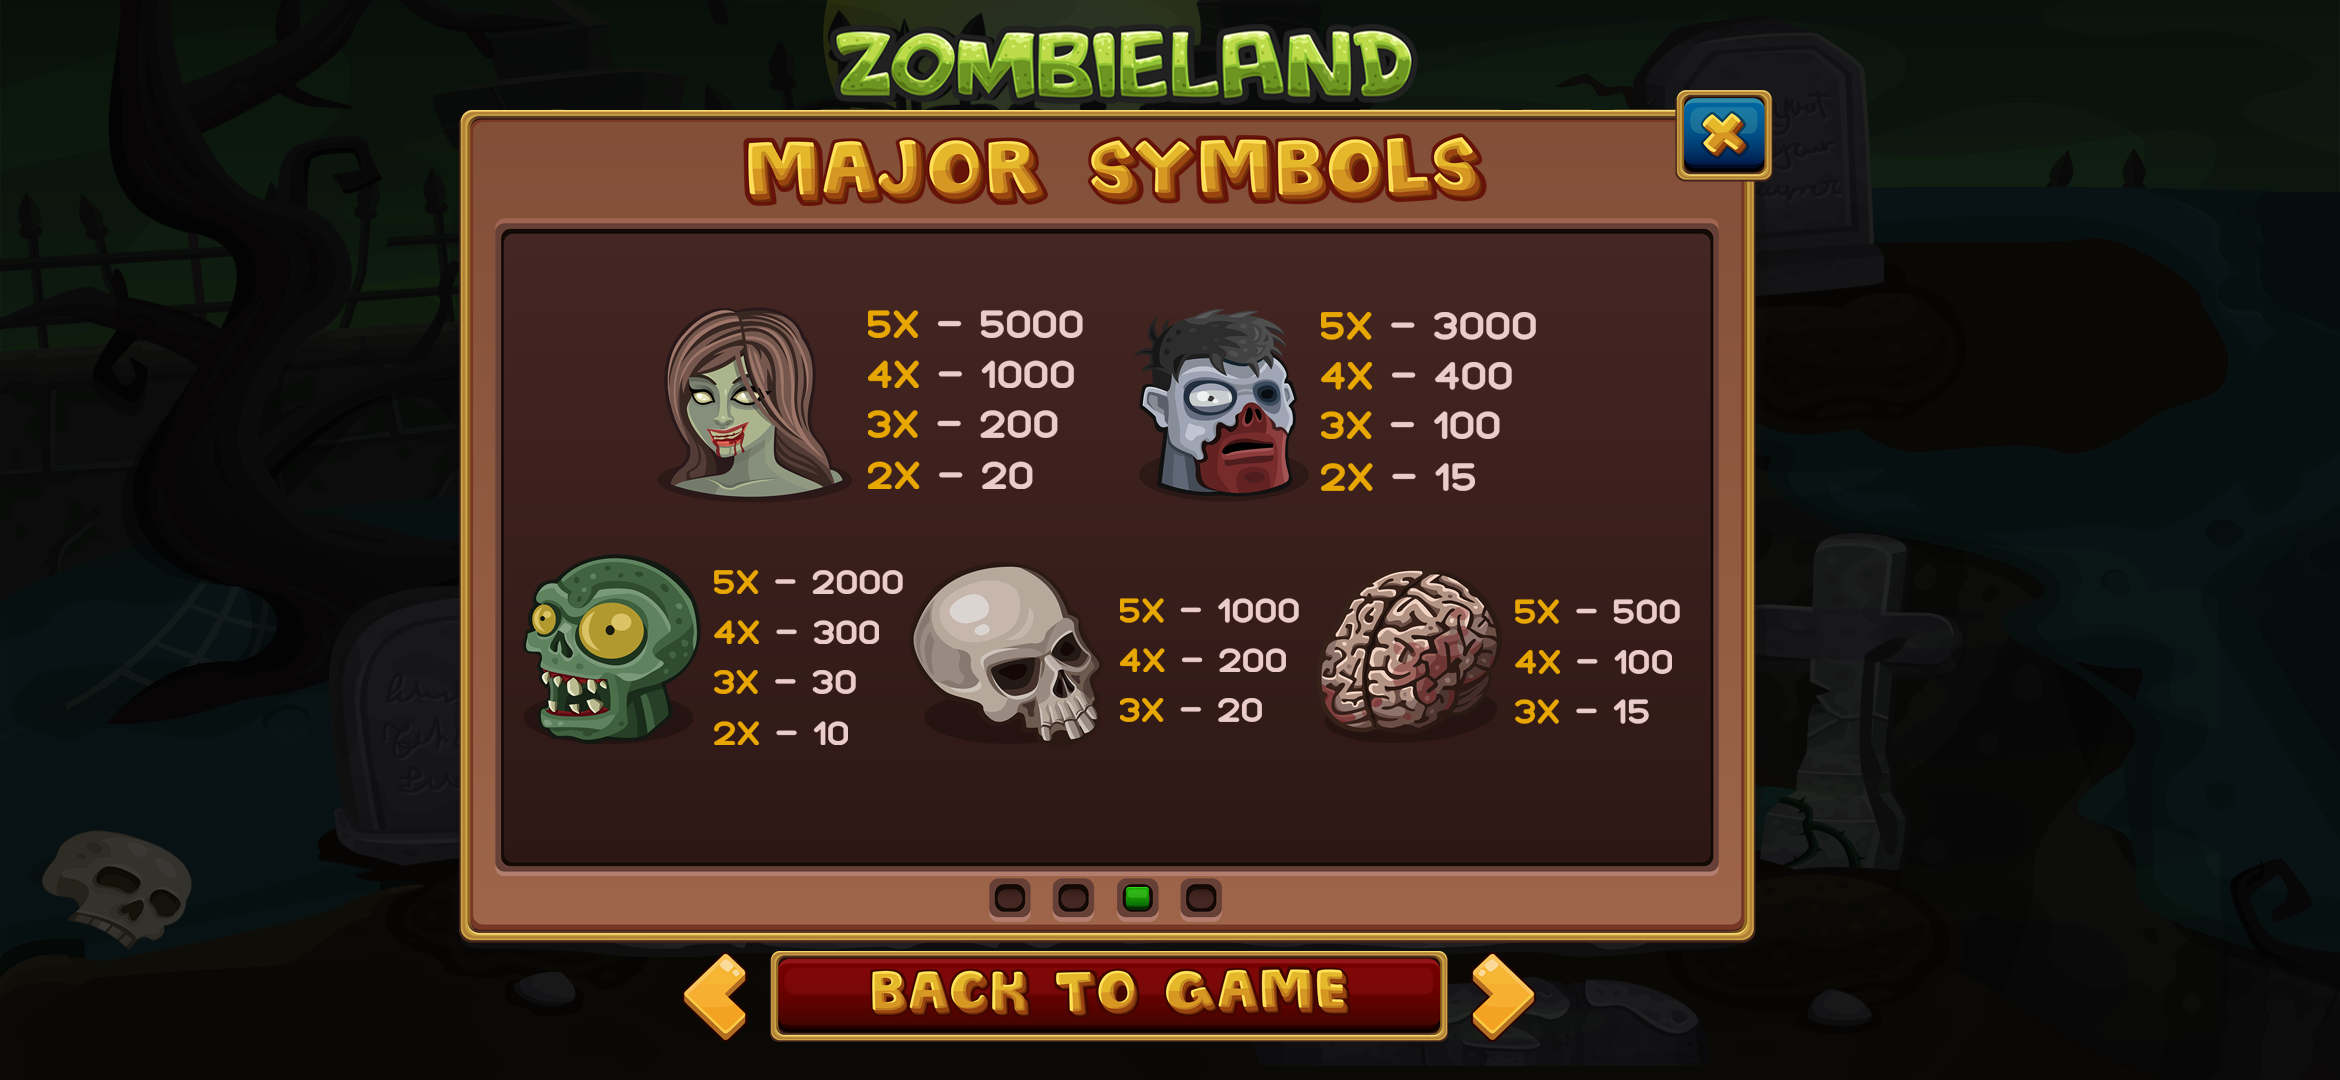 ZOMBIELAND
MAJOR SYMBOLS
5X – 5000
4X – 1000
3X – 200
2X – 20
5X – 3000
4X – 400
3X – 100
2X – 15
5X – 2000
4X – 300
3X – 30
2X – 10
5X – 1000
4X – 200
3X – 20
5X – 500
4X – 100
3X – 15
BACK TO GAME